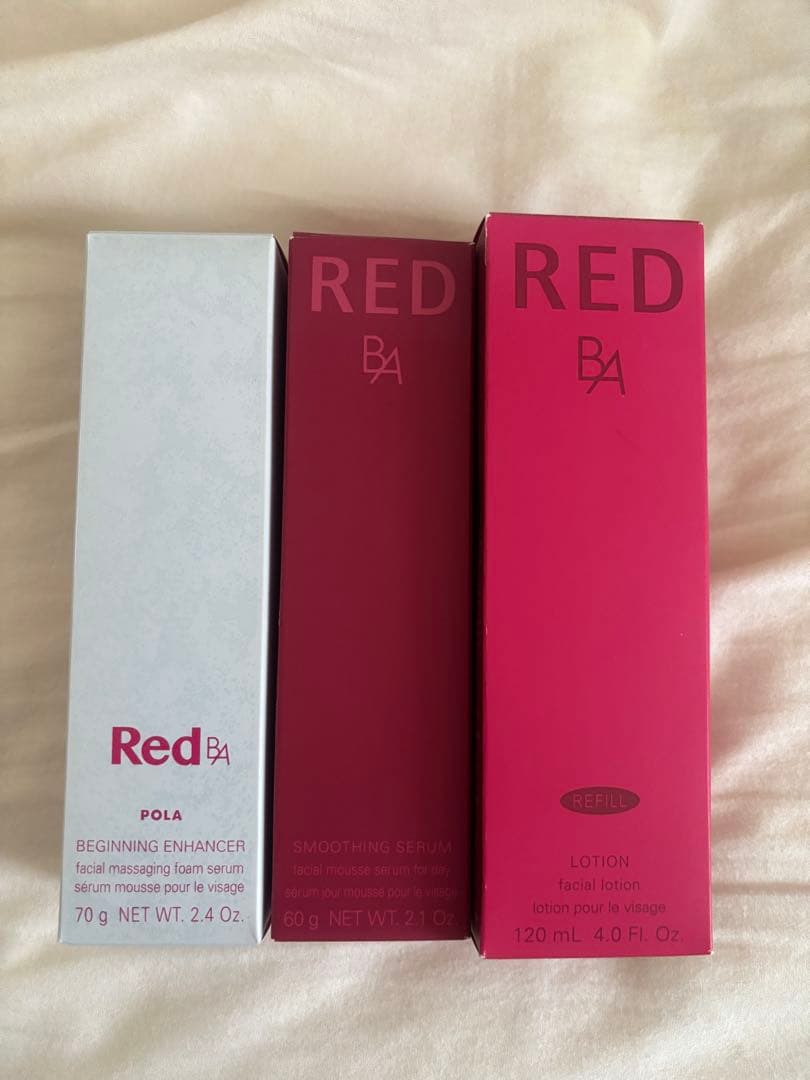 Red BA
POLA
BEGINNING ENHANCER
facial massaging foam serum
sérum mousse pour le visage
70 g NET WT. 2.4 Oz.
RED
BA
SMOOTHING SERUM
facial mousse serum for day
sérum jour mousse pour le visage
60 g NET WT. 2.1 Oz.
RED
BA
REFILL
LOTION
facial lotion
lotion pour le visage
120 mL 4.0 Fl. Oz.